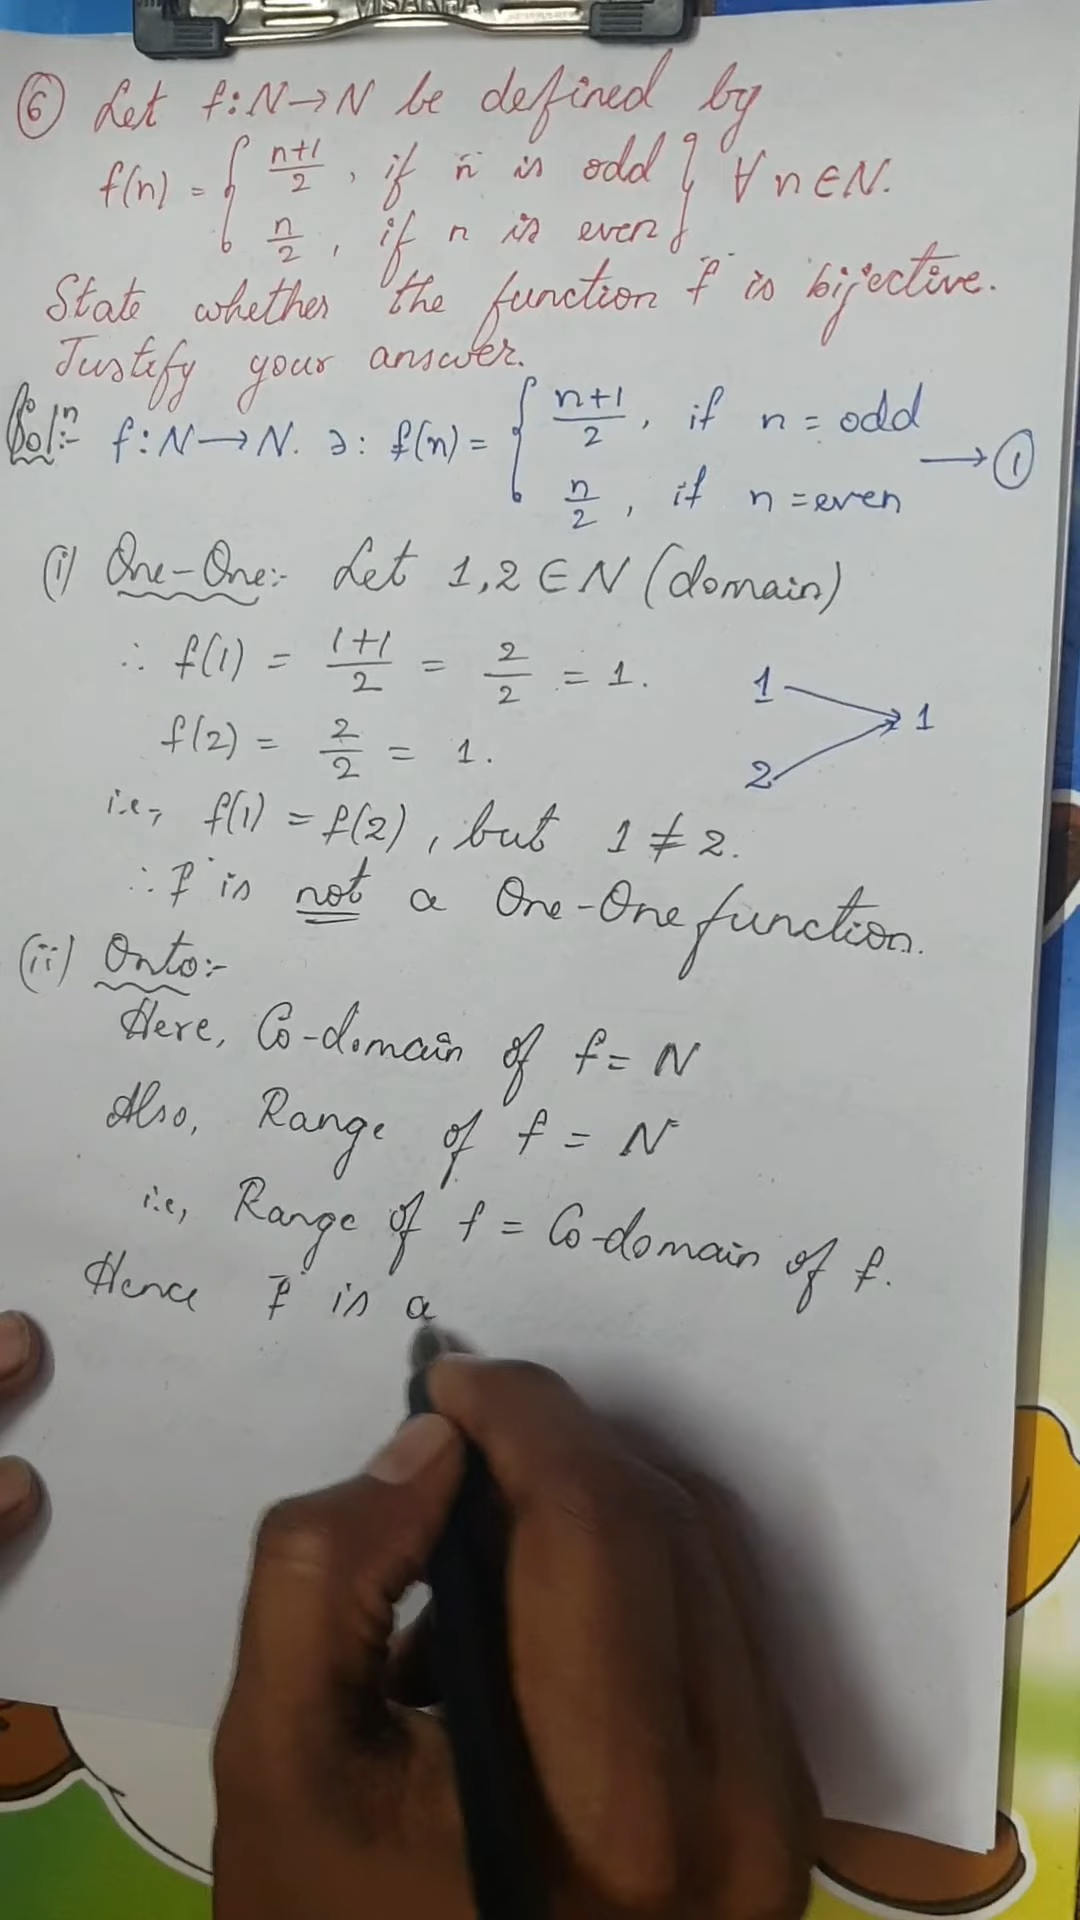 VISAKHA
⑥ Let f:N→N be defined by
f(n) = { n+1/2, if n is odd } ∀ n∈N.
n/2, if n is even
State whether the function f is bijective.
Justify your answer.
Solⁿ:- f:N→N. ∋: f(n) = { n+1/2, if n = odd
n/2, if n = even → ①
(i) One-One:- Let 1,2 ∈ N (domain)
∴ f(1) = 1+1/2 = 2/2 = 1.
1 → 1
f(2) = 2/2 = 1.
2
i.e., f(1) = f(2), but 1 ≠ 2.
∴ f is not a One-One function.
(ii) Onto:-
Here, Co-domain of f = N
Also, Range of f = N
i.e, Range of f = Co-domain of f.
Hence f is a